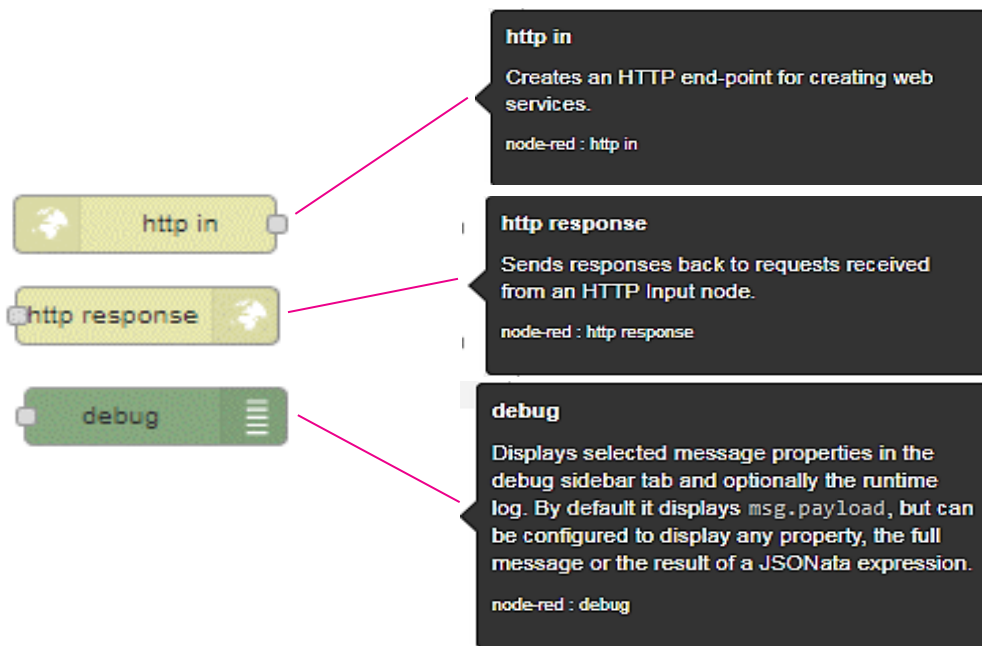 http in
Creates an HTTP end-point for creating web
services.
node-red : http in
http in
http response
Sends responses back to requests received
from an HTTP Input node.
node-red : http response
http response
debug
Displays selected message properties in the
debug sidebar tab and optionally the runtime
log. By default it displays msg.payload, but can
be configured to display any property, the full
message or the result of a JSONata expression.
node-red : debug
debug